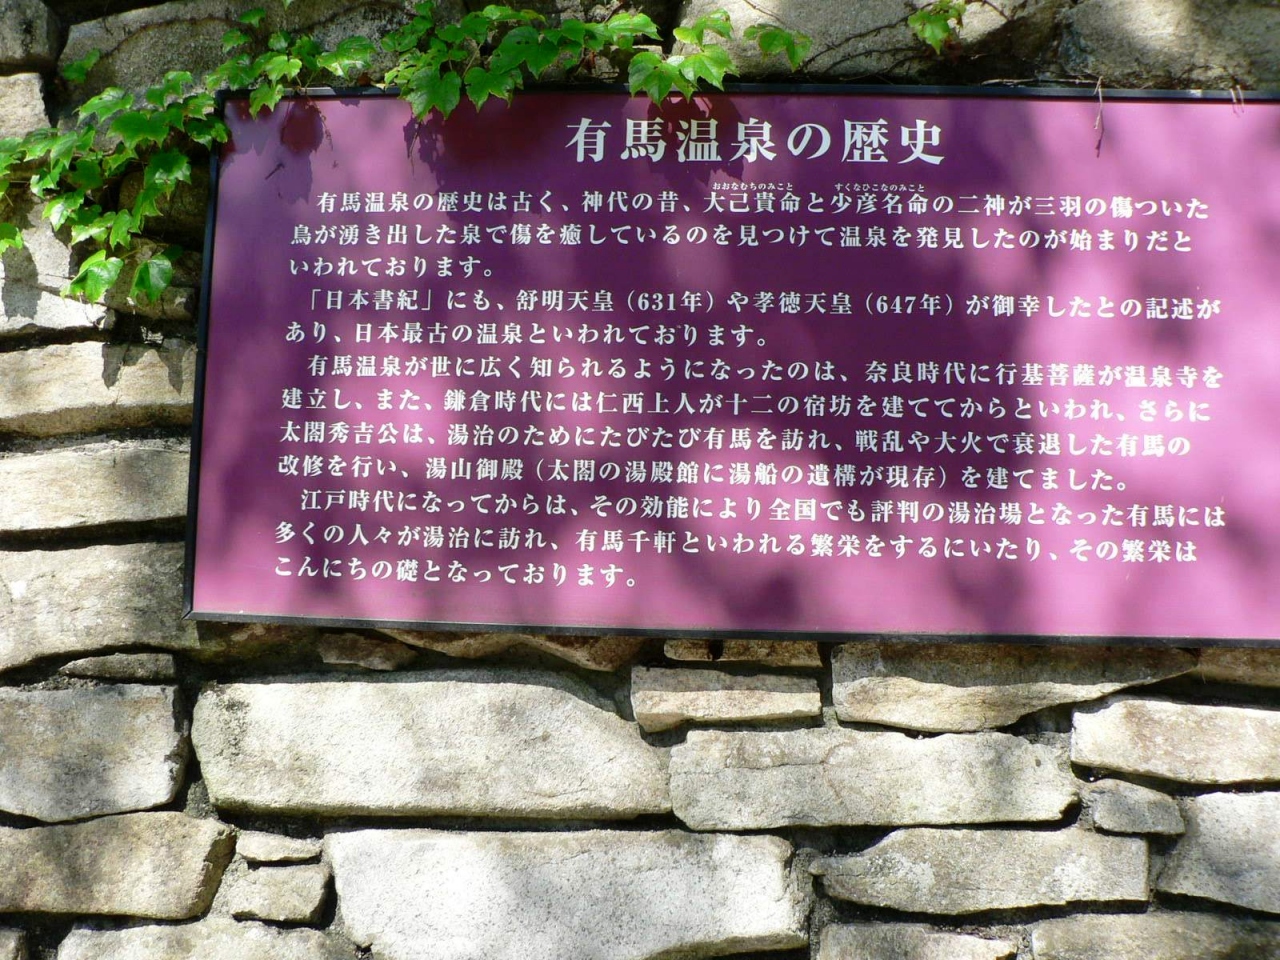 有馬温泉の歴史
有馬温泉の歴史は古く、神代の昔、大己貴命と少彦名命の二神が三羽の傷ついた
おおなむちのみこと
すくなひこなのみこと
鳥が湧き出した泉で傷を癒しているのを見つけて温泉を発見したのが始まりだと
いわれております。
「日本書紀」にも、舒明天皇（631年）や孝徳天皇（647年）が御幸したとの記述が
あり、日本最古の温泉といわれております。
有馬温泉が世に広く知られるようになったのは、奈良時代に行基菩薩が温泉寺を
建立し、また、鎌倉時代には仁西上人が十二の宿坊を建ててからといわれ、さらに
太閤秀吉公は、湯治のためにたびたび有馬を訪れ、戦乱や大火で衰退した有馬の
改修を行い、湯山御殿（太閤の湯殿館に湯船の遺構が現存）を建てました。
江戸時代になってからは、その効能により全国でも評判の湯治場となった有馬には
多くの人々が湯治に訪れ、有馬千軒といわれる繁栄をするにいたり、その繁栄は
こんにちの礎となっております。